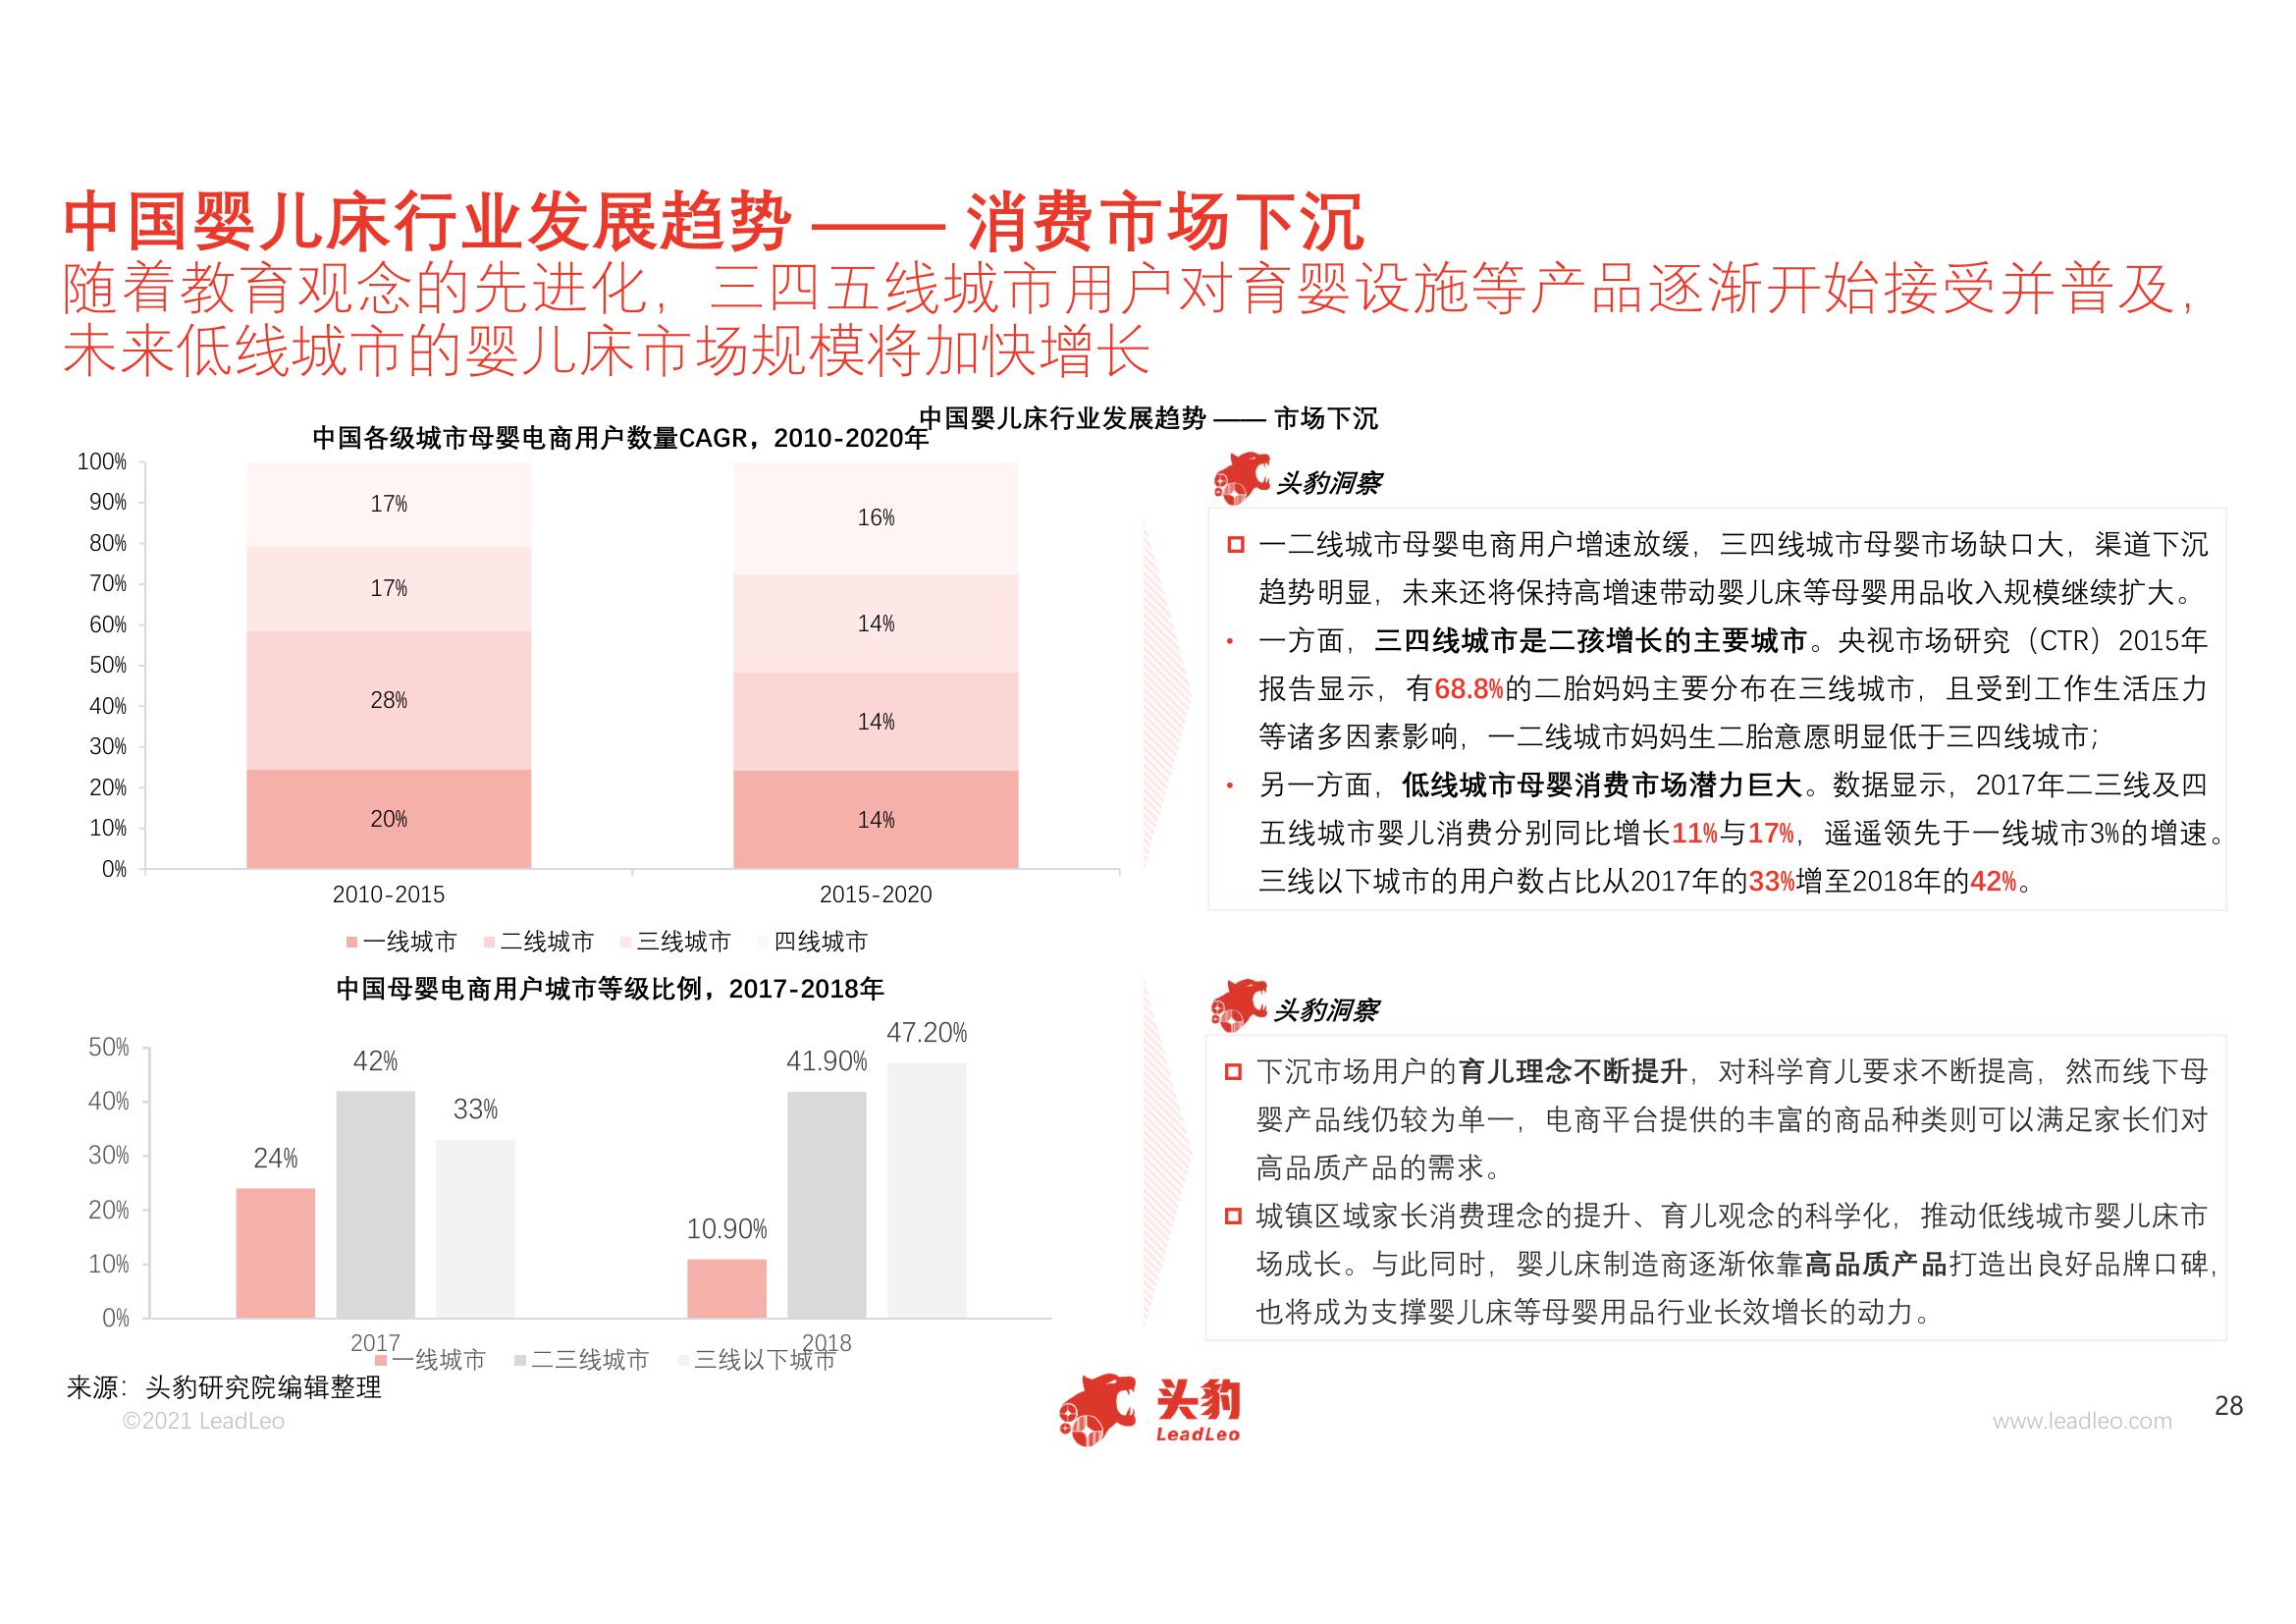 中国婴儿床行业发展趋势 —— 消费市场下沉
随着教育观念的先进化，三四五线城市用户对育婴设施等产品逐渐开始接受并普及，
未来低线城市的婴儿床市场规模将加快增长
中国婴儿床行业发展趋势 —— 市场下沉
中国各级城市母婴电商用户数量CAGR，2010-2020年
100%
90%
80%
70%
60%
50%
40%
30%
20%
10%
0%
17%
17%
28%
20%
16%
14%
14%
14%
2010-2015
2015-2020
一线城市 二线城市 三线城市 四线城市
头豹洞察
一二线城市母婴电商用户增速放缓，三四线城市母婴市场缺口大，渠道下沉
趋势明显，未来还将保持高增速带动婴儿床等母婴用品收入规模继续扩大。
• 一方面，三四线城市是二孩增长的主要城市。央视市场研究（CTR）2015年
报告显示，有68.8%的二胎妈妈主要分布在三线城市，且受到工作生活压力
等诸多因素影响，一二线城市妈妈生二胎意愿明显低于三四线城市；
• 另一方面，低线城市母婴消费市场潜力巨大。数据显示，2017年二三线及四
五线城市婴儿消费分别同比增长11%与17%，遥遥领先于一线城市3%的增速。
三线以下城市的用户数占比从2017年的33%增至2018年的42%。
中国母婴电商用户城市等级比例，2017-2018年
50%
40%
30%
20%
10%
0%
24%
42%
33%
10.90%
41.90%
47.20%
2017
2018
一线城市 二三线城市 三线以下城市
头豹洞察
下沉市场用户的育儿理念不断提升，对科学育儿要求不断提高，然而线下母
婴产品线仍较为单一，电商平台提供的丰富的商品种类则可以满足家长们对
高品质产品的需求。
城镇区域家长消费理念的提升、育儿观念的科学化，推动低线城市婴儿床市
场成长。与此同时，婴儿床制造商逐渐依靠高品质产品打造出良好品牌口碑，
也将成为支撑婴儿床等母婴用品行业长效增长的动力。
来源：头豹研究院编辑整理
©2021 LeadLeo
头豹
LeadLeo
www.leadleo.com
28